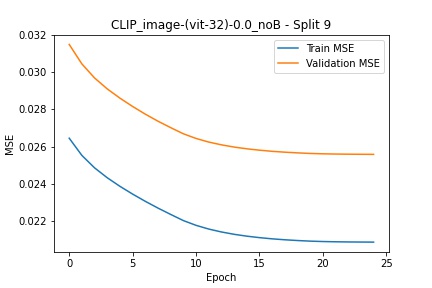 CLIP_image-(vit-32)-0.0_noB - Split 9
Train MSE
Validation MSE
MSE
0.032
0.030
0.028
0.026
0.024
0.022
0 5 10 15 20 25
Epoch